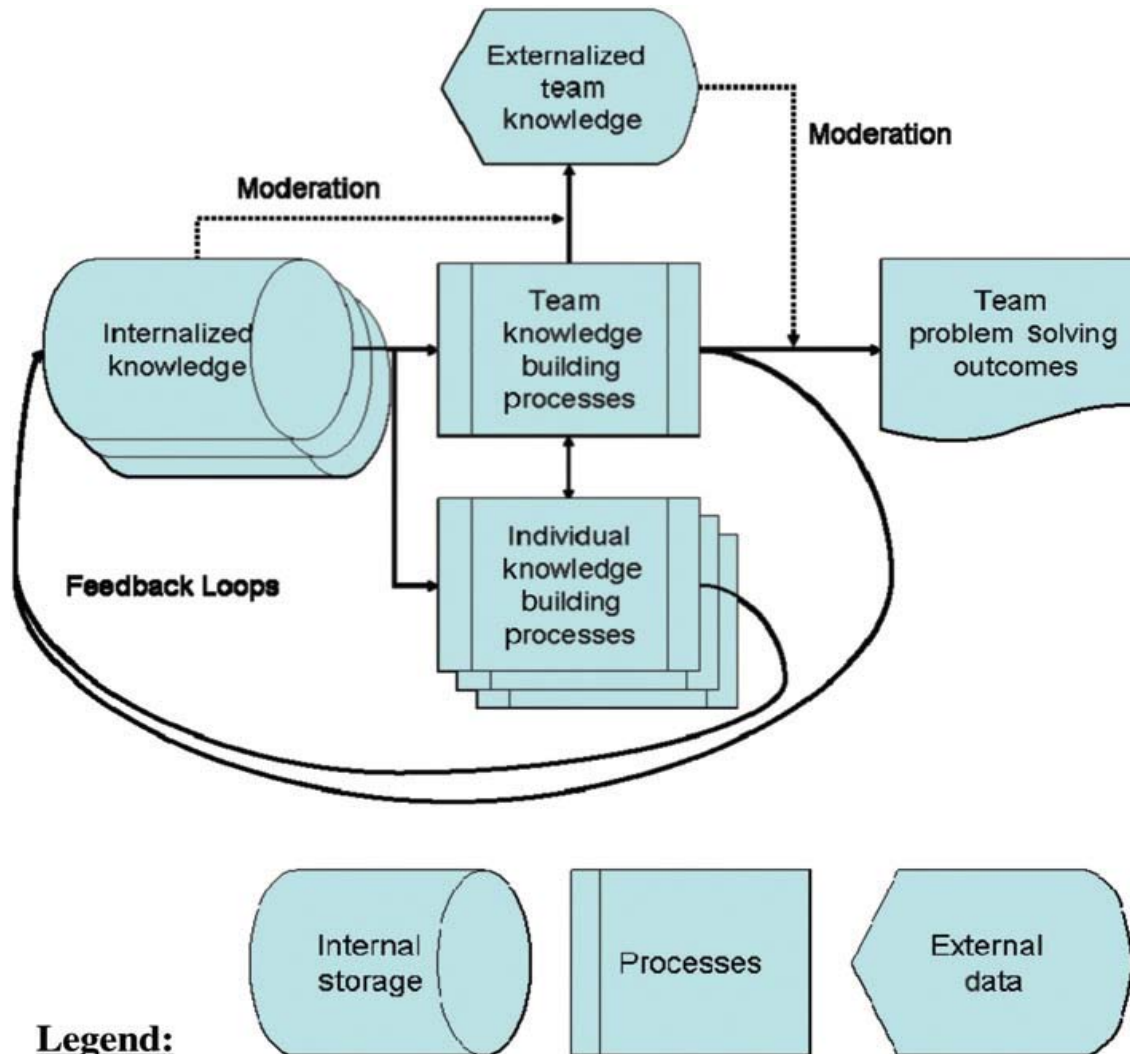 Externalized
team
knowledge
Moderation
Moderation
Internalized
knowledge
Team
knowledge
building
processes
Team
problem solving
outcomes
Individual
knowledge
building
processes
Feedback Loops
Internal
storage
Processes
External
data
Legend: